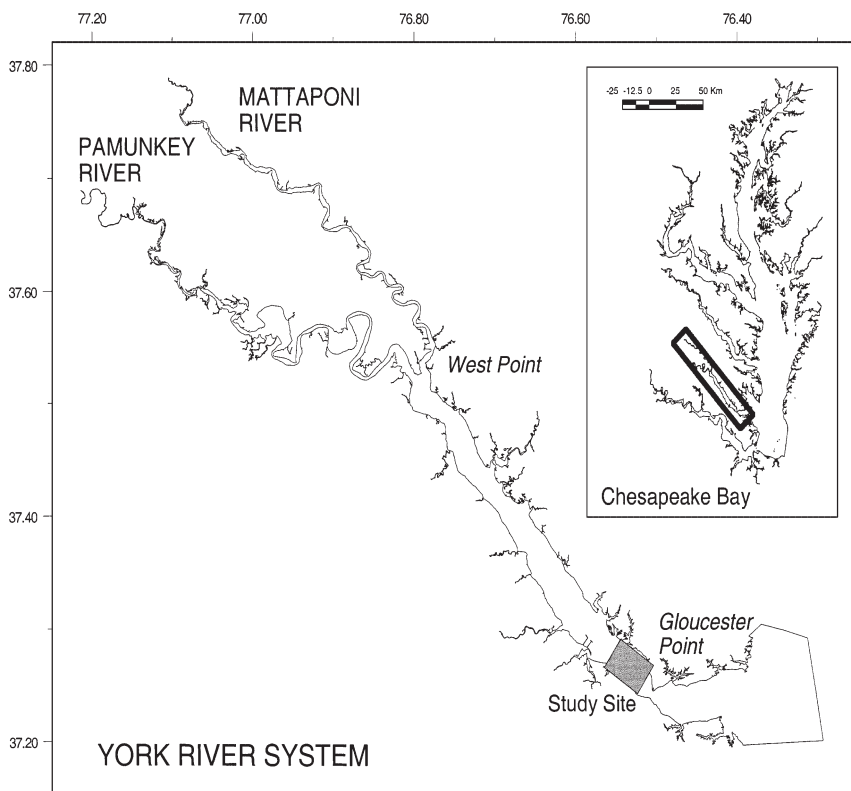 77.20 77.00 76.80 76.60 76.40
37.80
37.60
37.40
37.20
MATTAPONI
RIVER
PAMUNKEY
RIVER
West Point
Gloucester
Point
Study Site
YORK RIVER SYSTEM
-25 -12.5 0 25 50 Km
Chesapeake Bay